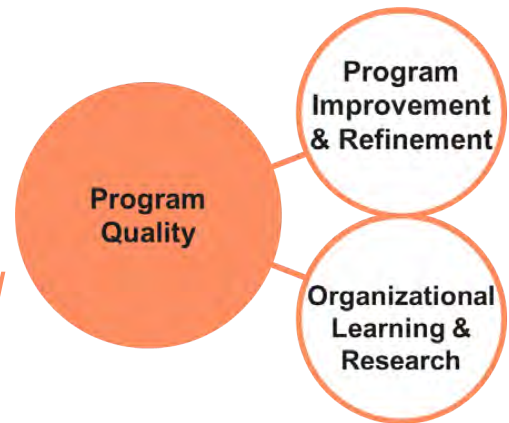 Program
Improvement
& Refinement
Program
Quality
Organizational
Learning &
Research